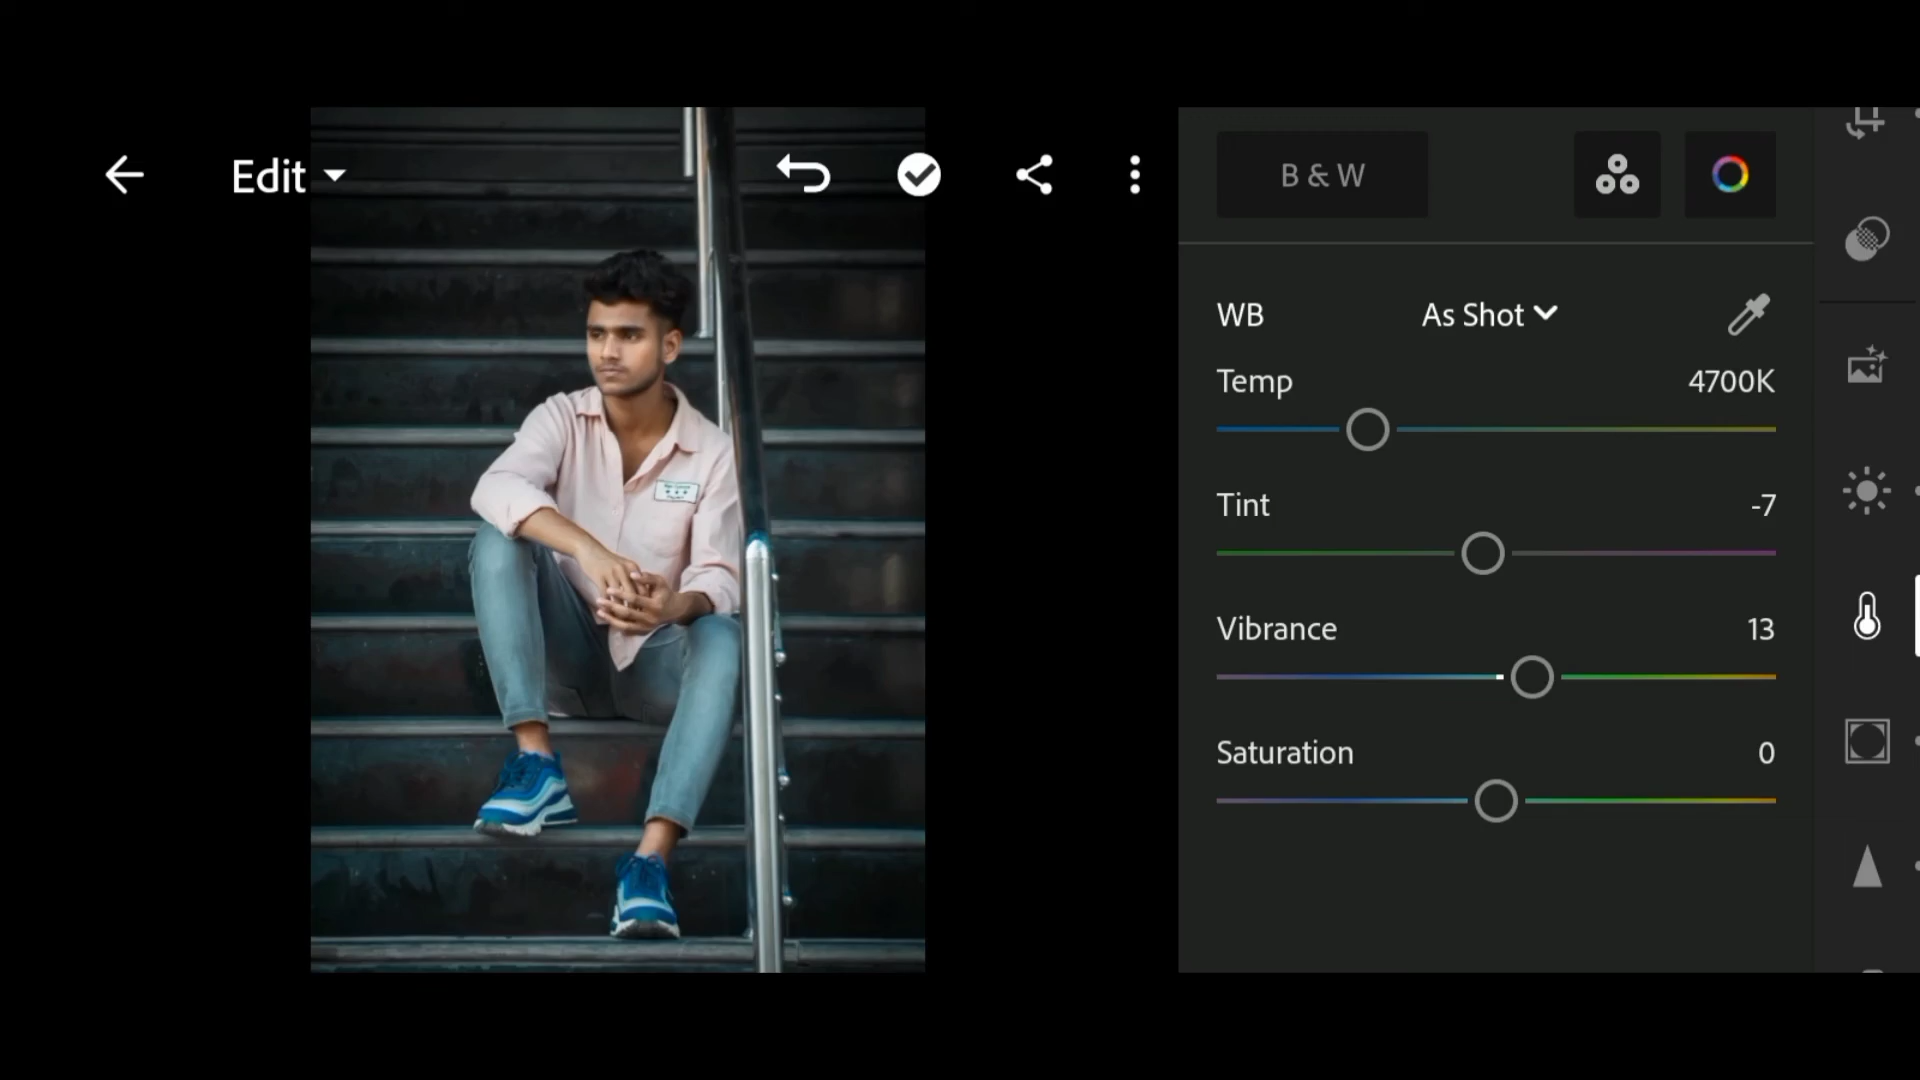 Edit
B & W
WB As Shot
Temp 4700K
Tint -7
Vibrance 13
Saturation 0